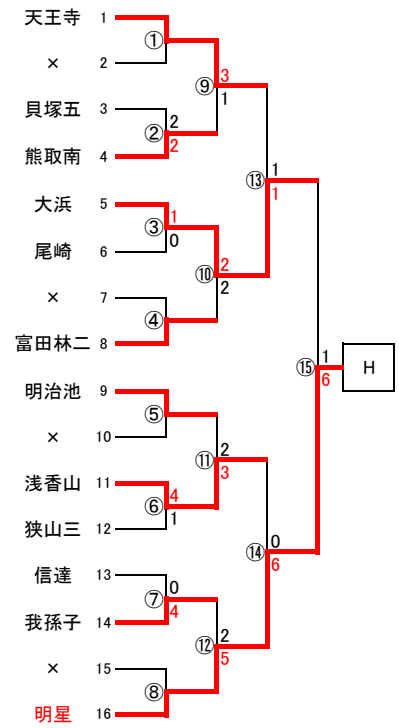 天王寺 1
① 
× 2
⑨ 3
1
貝塚五 3
② 2
2
熊取南 4
⑬ 1
1
大浜 5
③ 1
0
尾崎 6
⑩ 2
2
× 7
④
富田林二 8
⑮ 1
6
H
明治池 9
⑤
× 10
⑪ 2
3
浅香山 11
⑥ 4
1
狭山三 12
⑭ 0
6
信達 13
⑦ 0
4
我孫子 14
⑫ 2
5
× 15
⑧
明星 16